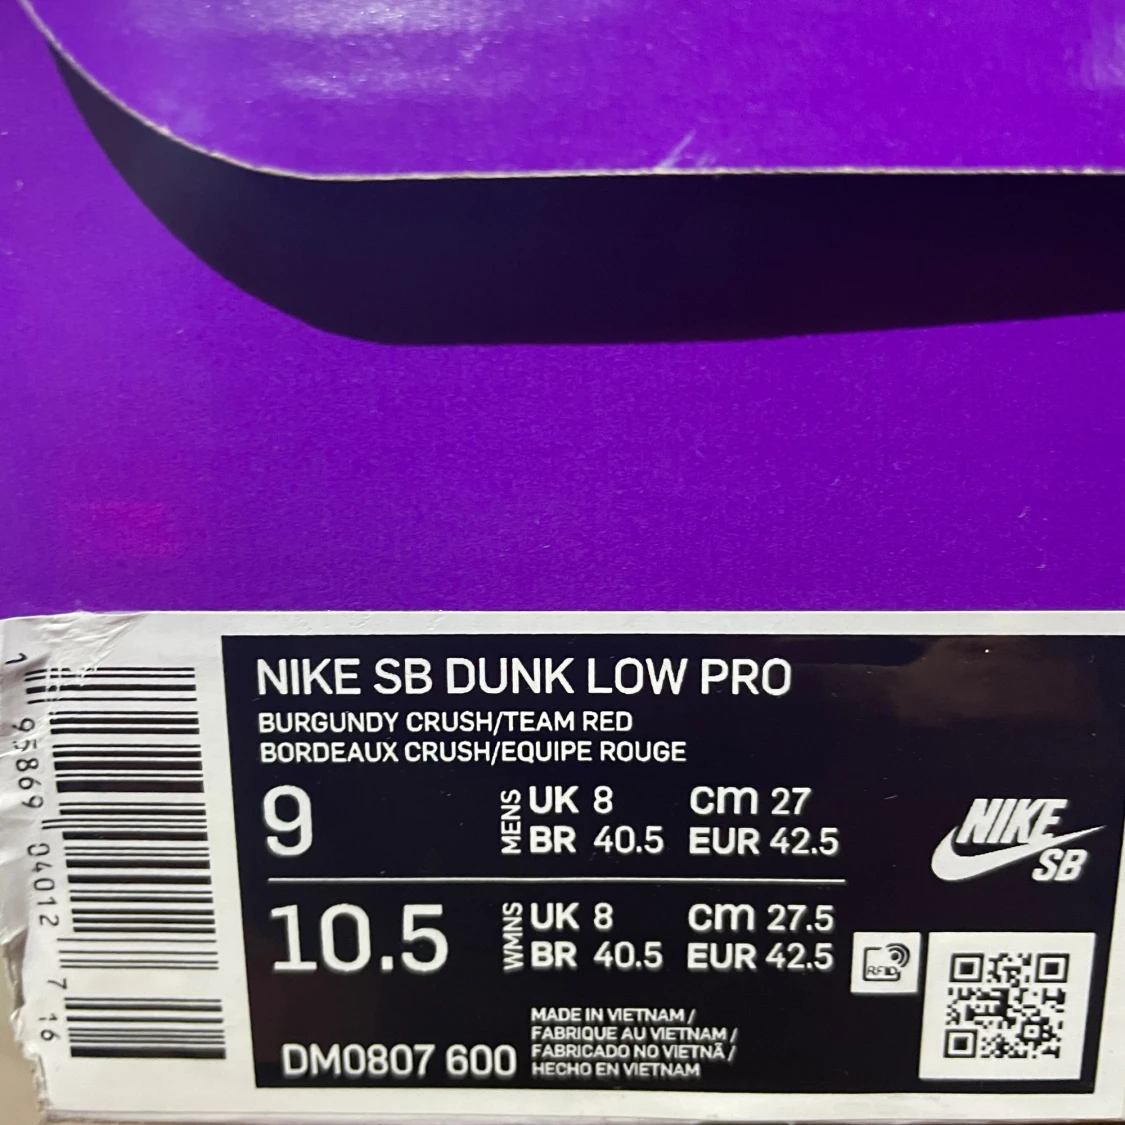 1 95869 04012 7 16
NIKE SB DUNK LOW PRO
BURGUNDY CRUSH/TEAM RED
BORDEAUX CRUSH/EQUIPE ROUGE
9 MENS UK 8 cm 27
BR 40.5 EUR 42.5
10.5 WMNS UK 8 cm 27.5
BR 40.5 EUR 42.5
NIKE
SB
RFID
DM0807 600
MADE IN VIETNAM /
FABRIQUE AU VIETNAM /
FABRICADO NO VIETNÃ /
HECHO EN VIETNAM